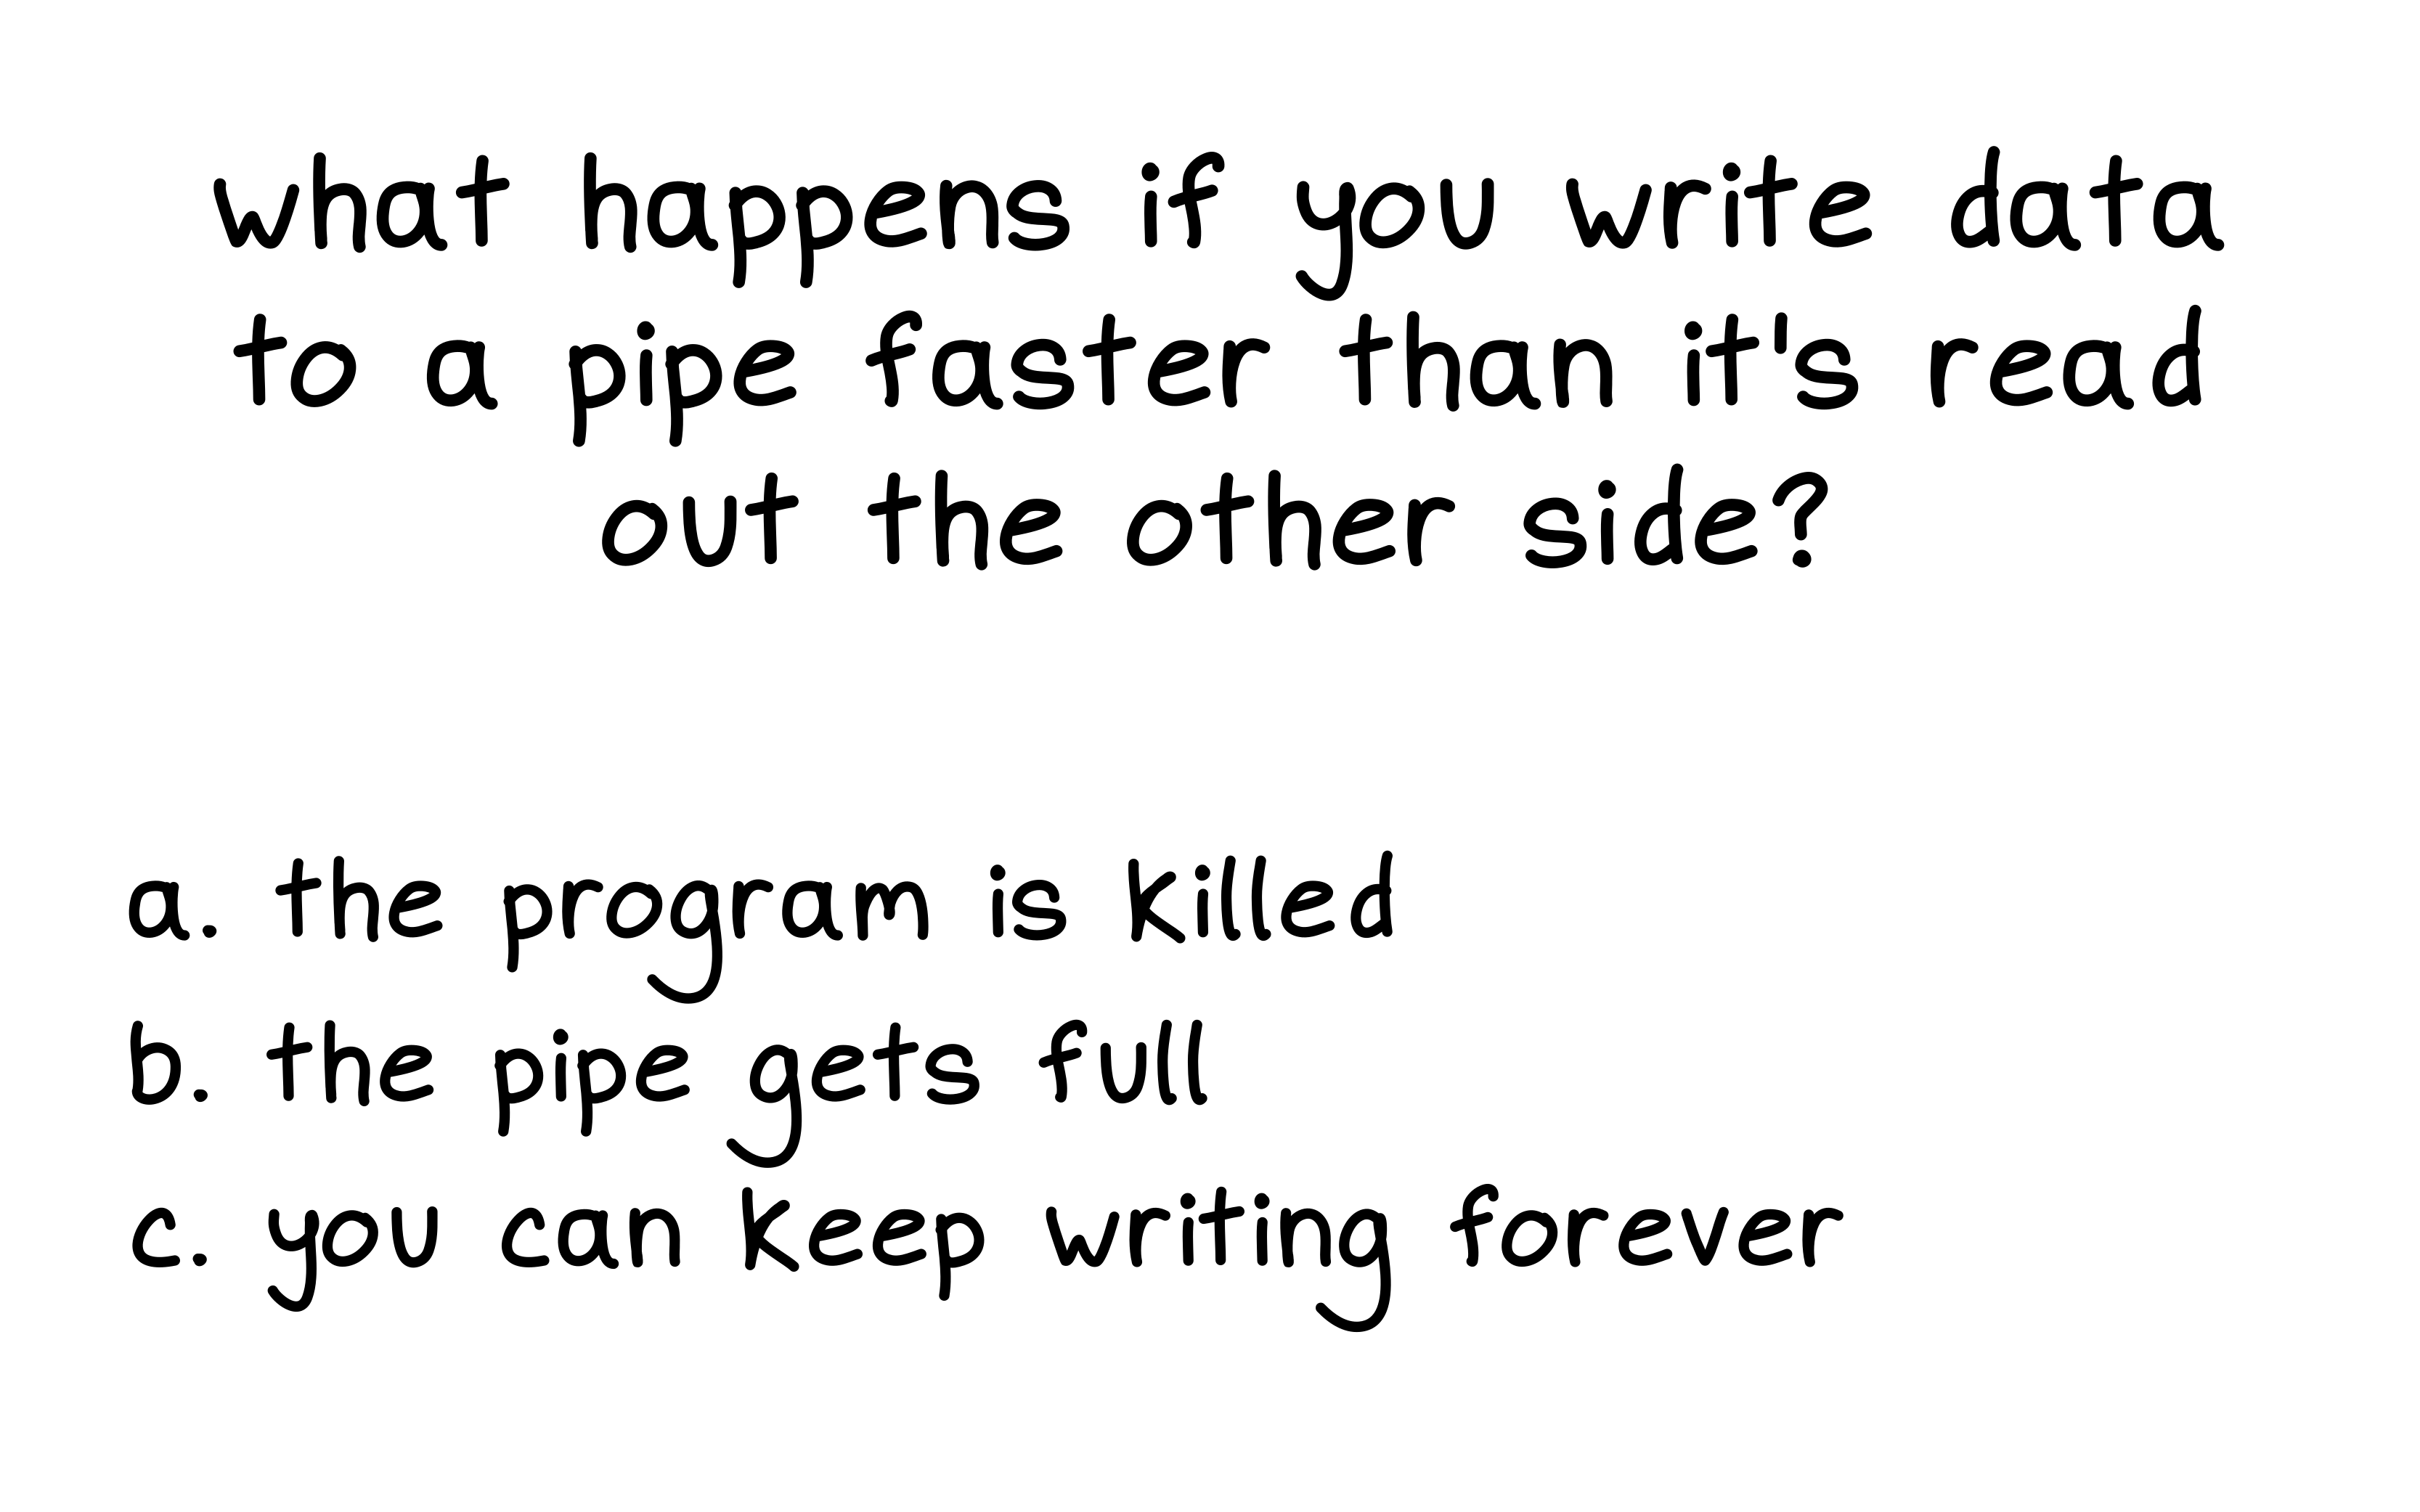 what happens if you write data
to a pipe faster than it's read
out the other side?
a. the program is killed
b. the pipe gets full
c. you can keep writing forever